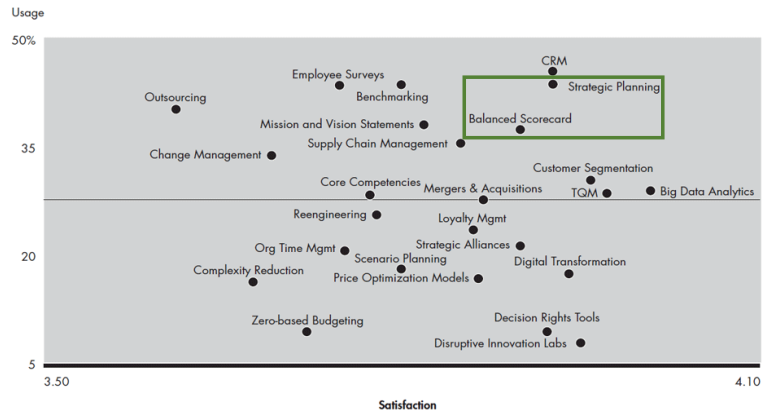 Usage
50%
CRM
Employee Surveys
Strategic Planning
Outsourcing
Benchmarking
Balanced Scorecard
Mission and Vision Statements
Supply Chain Management
35
Change Management
Customer Segmentation
Core Competencies
Mergers & Acquisitions
TQM
Big Data Analytics
Reengineering
Loyalty Mgmt
Org Time Mgmt
Strategic Alliances
20
Scenario Planning
Digital Transformation
Complexity Reduction
Price Optimization Models
Zero-based Budgeting
Decision Rights Tools
Disruptive Innovation Labs
5
3.50
4.10
Satisfaction